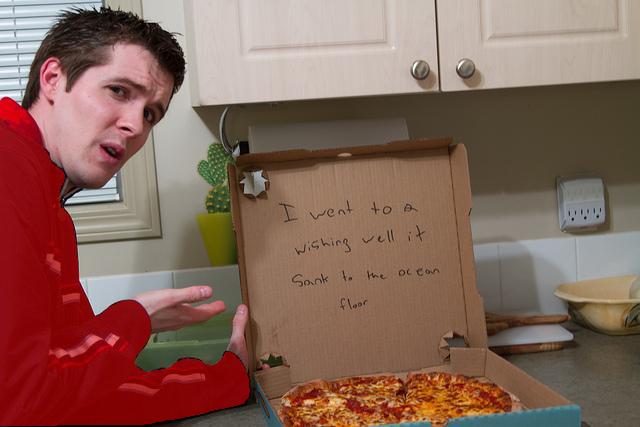 I went to a
wishing well it
Sank to the ocean
floor